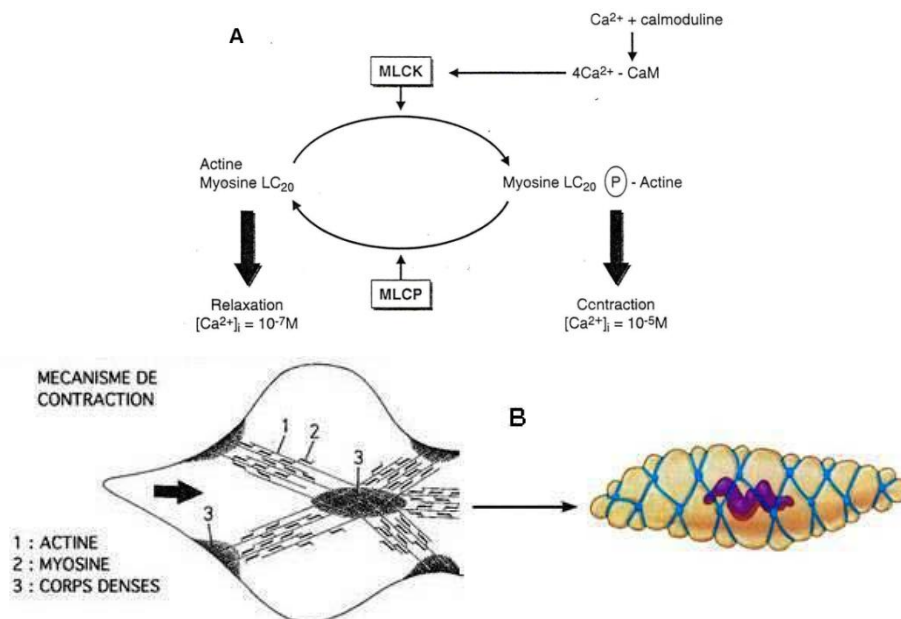 A
Ca²⁺ + calmoduline
MLCK
4Ca²⁺ - CaM
Actine
Myosine LC₂₀
Myosine LC₂₀ P - Actine
MLCP
Relaxation
[Ca²⁺]ᵢ = 10⁻⁷M
Ccntraction
[Ca²⁺]ᵢ = 10⁻⁵M
MECANISME DE
CONTRACTION
B
1
2
3
3
1 : ACTINE
2 : MYOSINE
3 : CORPS DENSES